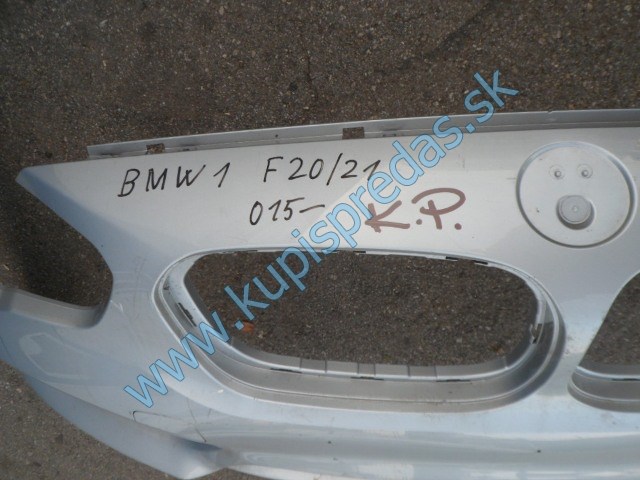 BMW1 F20/21
015- K.P.
www.kupispredas.sk